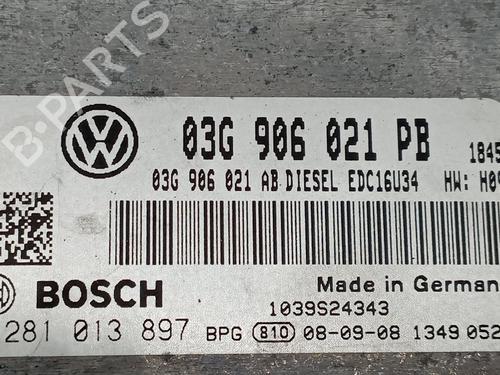 03G 906 021 PB 1845
03G 906 021 AB DIESEL EDC16U34 HW: H09
Made in German
BOSCH
1039S24343
281 013 897 BPG 810 08-09-08 1349 052
B-PARTS